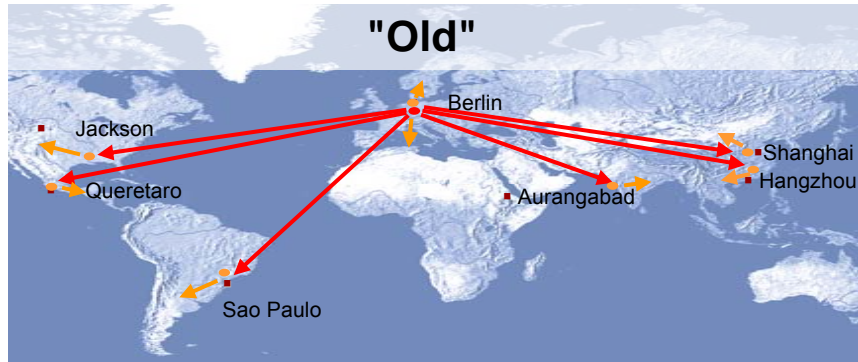 "Old"
Berlin
Jackson
Shanghai
Queretaro
Aurangabad
Hangzhou
Sao Paulo